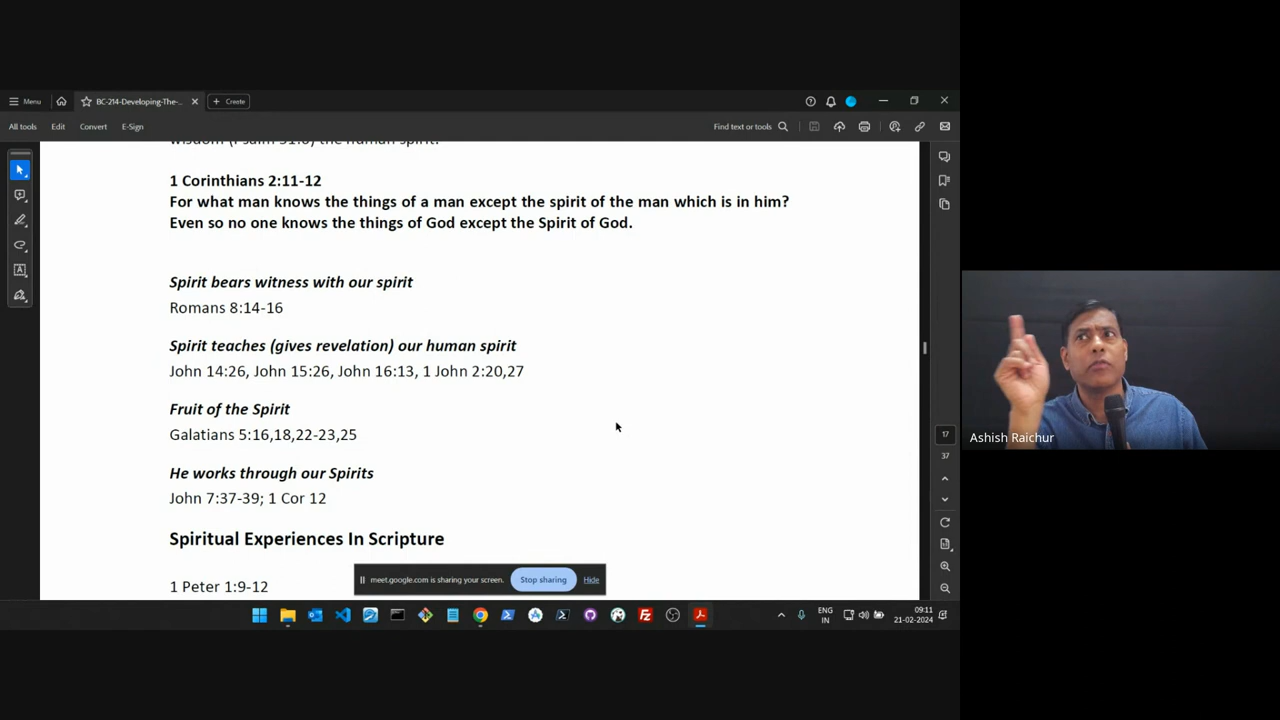 Menu
BC-214-Developing-The-...
Create
All tools
Edit
Convert
E-Sign
Find text or tools
wisdom (Psalm 51:6) the human spirit.
1 Corinthians 2:11-12
For what man knows the things of a man except the spirit of the man which is in him?
Even so no one knows the things of God except the Spirit of God.
Spirit bears witness with our spirit
Romans 8:14-16
Spirit teaches (gives revelation) our human spirit
John 14:26, John 15:26, John 16:13, 1 John 2:20,27
Fruit of the Spirit
Galatians 5:16,18,22-23,25
He works through our Spirits
John 7:37-39; 1 Cor 12
Spiritual Experiences In Scripture
1 Peter 1:9-12
17
37
meet.google.com is sharing your screen.
Stop sharing
Hide
ENG
IN
09:11
21-02-2024
Ashish Raichur